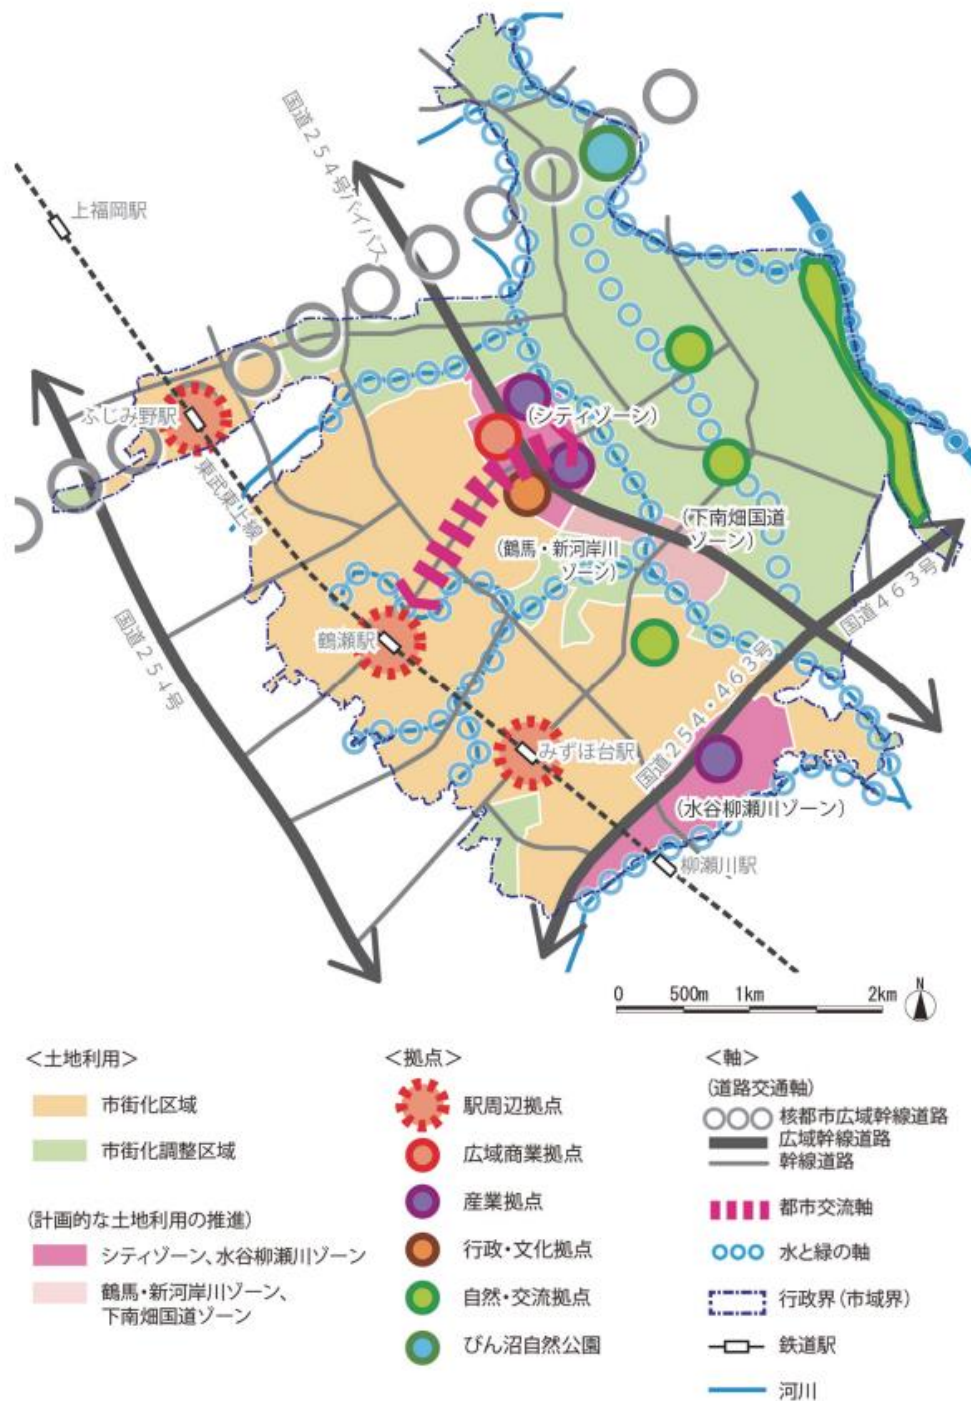 国道２５４号バイパス
上福岡駅
ふじみ野駅
東武東上線
(シティゾーン)
(下南畑国道
ゾーン)
(鶴馬・新河岸川
ゾーン)
国道４６３号
鶴瀬駅
国道２５４号
みずほ台駅
国道２５４・４６３号
(水谷柳瀬川ゾーン)
柳瀬川駅
0 500m 1km 2km
N
＜土地利用＞
市街化区域
市街化調整区域
(計画的な土地利用の推進)
シティゾーン、水谷柳瀬川ゾーン
鶴馬・新河岸川ゾーン、
下南畑国道ゾーン
＜拠点＞
駅周辺拠点
広域商業拠点
産業拠点
行政・文化拠点
自然・交流拠点
びん沼自然公園
＜軸＞
(道路交通軸)
核都市広域幹線道路
広域幹線道路
幹線道路
都市交流軸
水と緑の軸
行政界(市域界)
鉄道駅
河川